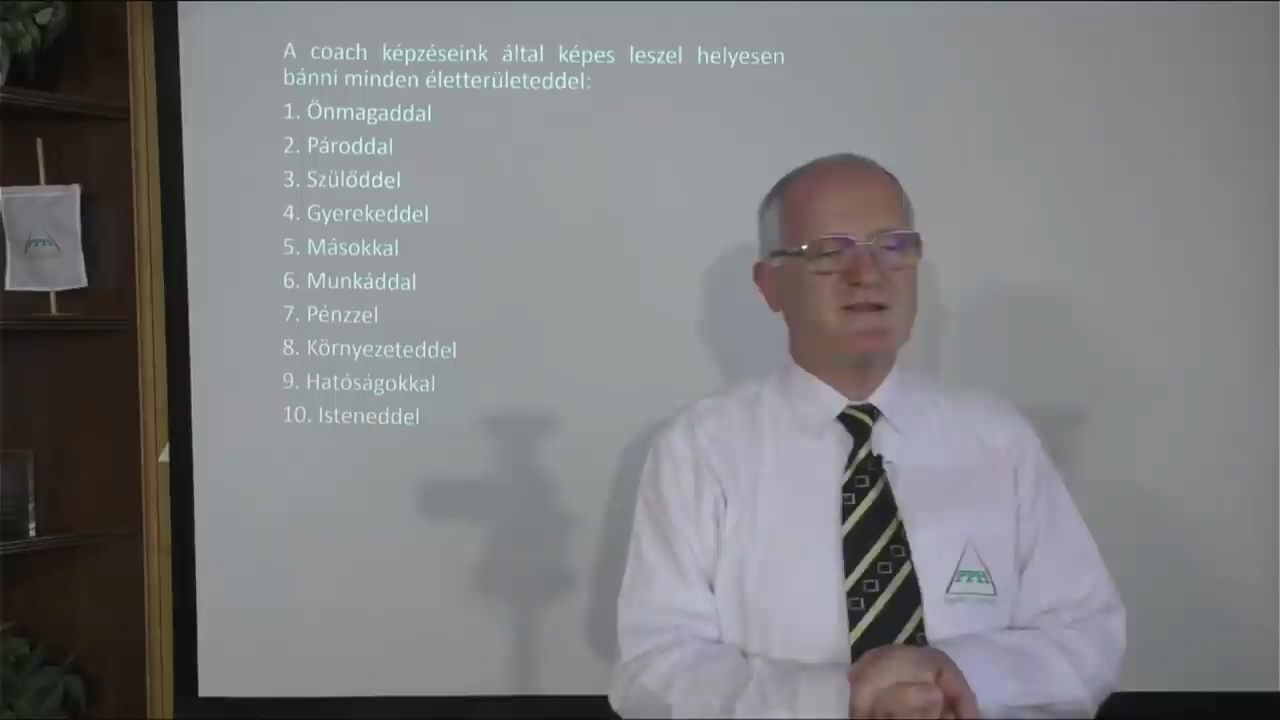 A coach képzéseink által képes leszel helyesen
bánni minden életterületeddel:
1. Önmagaddal
2. Pároddal
3. Szülőddel
4. Gyerekeddel
5. Másokkal
6. Munkáddal
7. Pénzzel
8. Környezeteddel
9. Hatóságokkal
10. Isteneddel